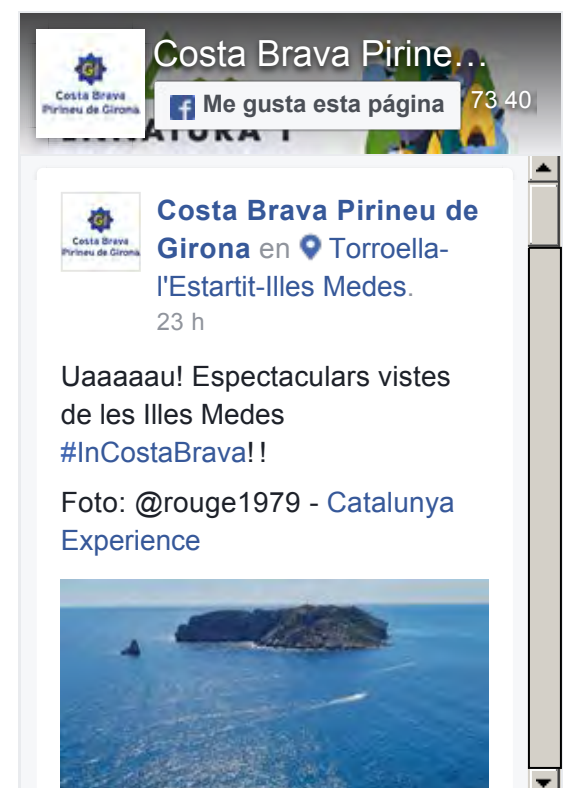 Costa Brava Pirine…
Costa Brava
Pirineu de Girona
Me gusta esta página
73 40
Costa Brava Pirineu de
Girona en Torroella-
l'Estartit-Illes Medes.
23 h
Costa Brava
Pirineu de Girona
Uaaaaau! Espectaculars vistes
de les Illes Medes
#InCostaBrava!!
Foto: @rouge1979 - Catalunya
Experience